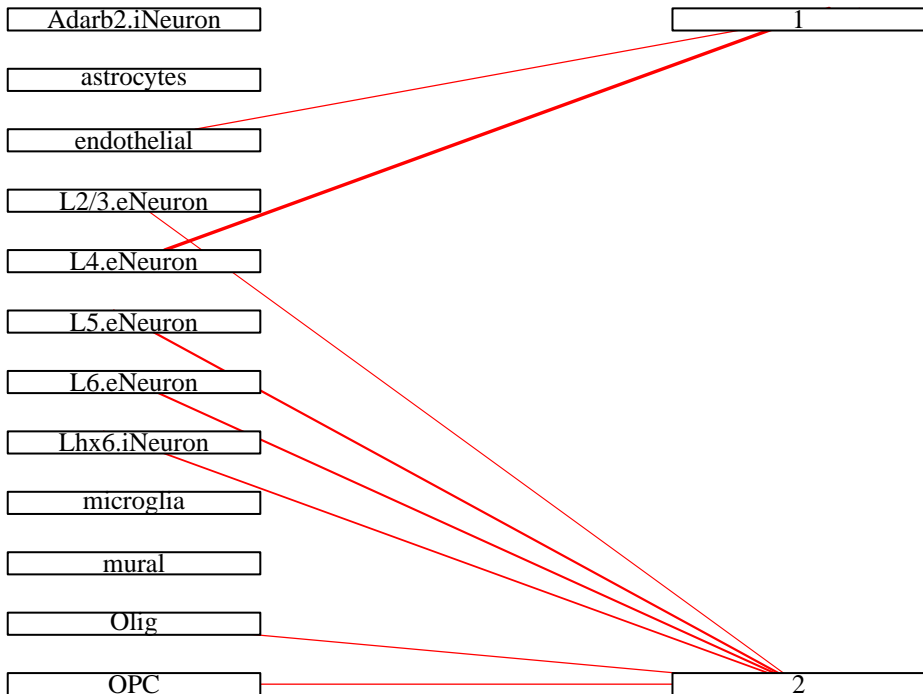 Adarb2.iNeuron
1
astrocytes
endothelial
L2/3.eNeuron
L4.eNeuron
L5.eNeuron
L6.eNeuron
Lhx6.iNeuron
microglia
mural
Olig
OPC
2